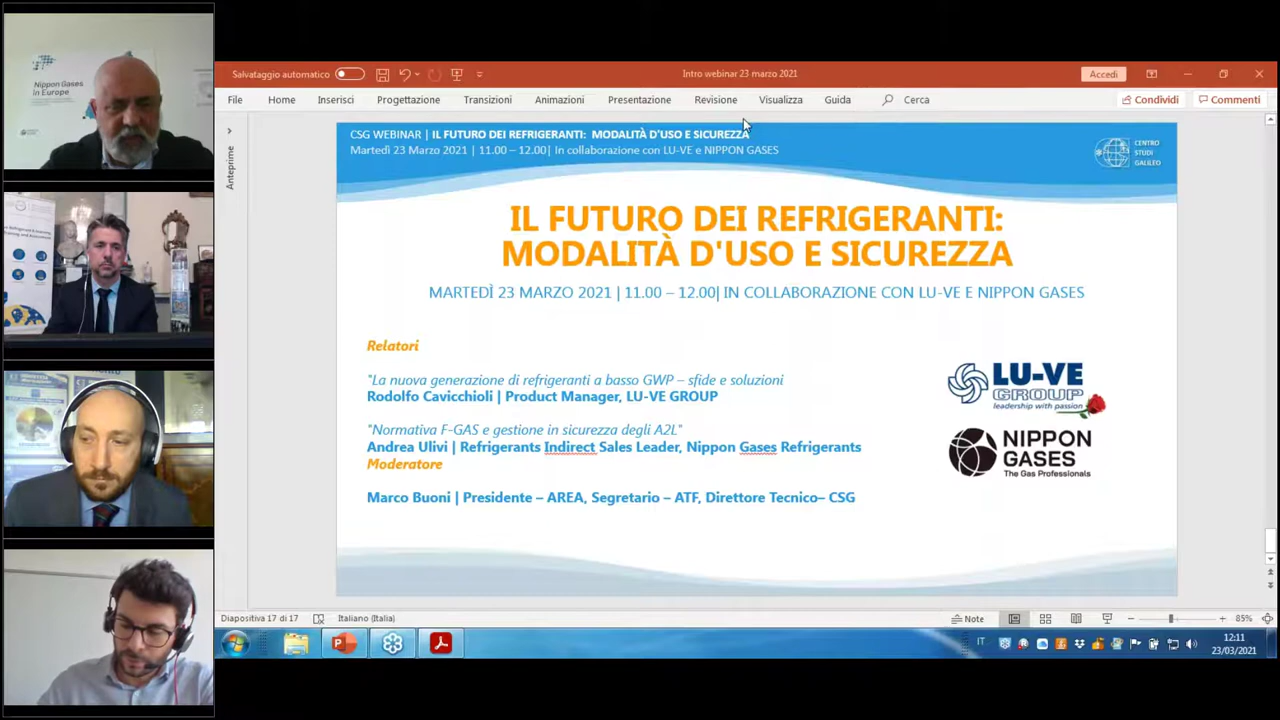 Nippon Gases
in Europe
Salvataggio automatico
Intro webinar 23 marzo 2021
Accedi
File
Home
Inserisci
Progettazione
Transizioni
Animazioni
Presentazione
Revisione
Visualizza
Guida
Cerca
Condividi
Commenti
Anteprime
CSG WEBINAR | IL FUTURO DEI REFRIGERANTI: MODALITÀ D'USO E SICUREZZA
Martedì 23 Marzo 2021 | 11.00 – 12.00| In collaborazione con LU-VE e NIPPON GASES
CENTRO
STUDI
GALILEO
IL FUTURO DEI REFRIGERANTI:
MODALITÀ D'USO E SICUREZZA
MARTEDÌ 23 MARZO 2021 | 11.00 – 12.00| IN COLLABORAZIONE CON LU-VE E NIPPON GASES
Relatori
"La nuova generazione di refrigeranti a basso GWP – sfide e soluzioni
Rodolfo Cavicchioli | Product Manager, LU-VE GROUP
"Normativa F-GAS e gestione in sicurezza degli A2L"
Andrea Ulivi | Refrigerants Indirect Sales Leader, Nippon Gases Refrigerants
Moderatore
Marco Buoni | Presidente – AREA, Segretario – ATF, Direttore Tecnico– CSG
LU-VE
GROUP
leadership with passion
NIPPON
GASES
The Gas Professionals
Diapositiva 17 di 17
Italiano (Italia)
Note
85%
IT
12:11
23/03/2021